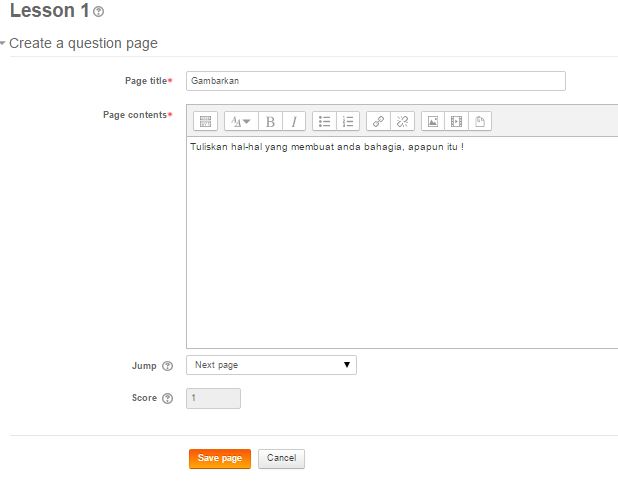 Lesson 1
Create a question page
Page title*
Gambarkan
Page contents*
Tuliskan hal-hal yang membuat anda bahagia, apapun itu !
Jump
Next page
Score
1
Save page
Cancel